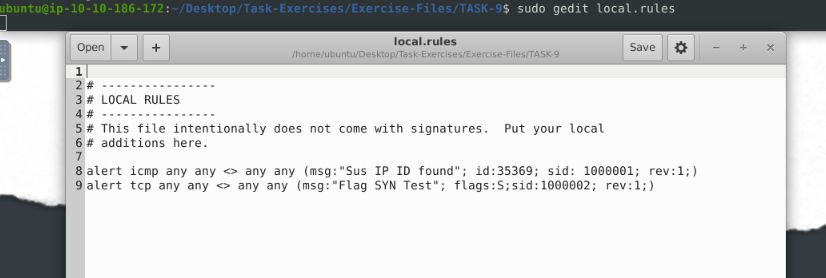 ubuntu@ip-10-10-186-172:~/Desktop/Task-Exercises/Exercise-Files/TASK-9$ sudo gedit local.rules
Open + local.rules Save
/home/ubuntu/Desktop/Task-Exercises/Exercise-Files/TASK-9
1
2 # ----------------
3 # LOCAL RULES
4 # ----------------
5 # This file intentionally does not come with signatures.  Put your local
6 # additions here.
7
8 alert icmp any any <> any any (msg:"Sus IP ID found"; id:35369; sid: 1000001; rev:1;)
9 alert tcp any any <> any any (msg:"Flag SYN Test"; flags:S;sid:1000002; rev:1;)